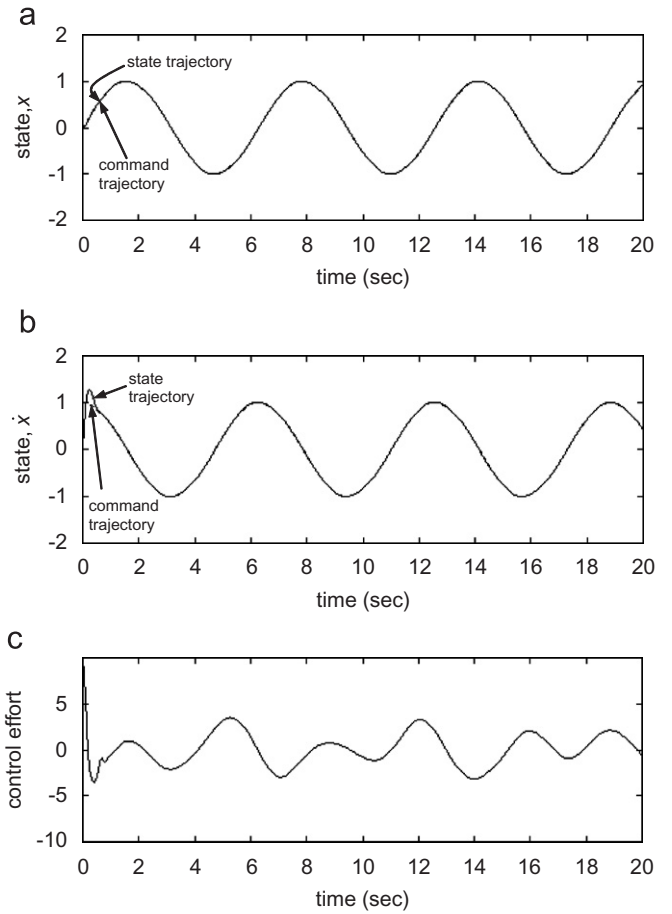 a
2
1
0
-1
-2
state,x
state trajectory
command
trajectory
0 2 4 6 8 10 12 14 16 18 20
time (sec)
b
2
1
0
-1
-2
state, ẋ
state
trajectory
command
trajectory
0 2 4 6 8 10 12 14 16 18 20
time (sec)
c
5
0
-5
-10
control effort
0 2 4 6 8 10 12 14 16 18 20
time (sec)